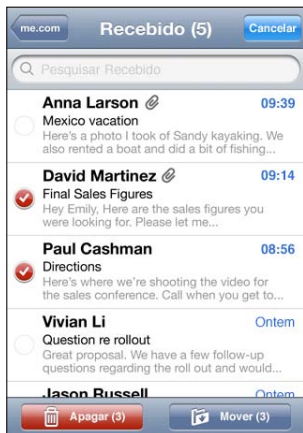 me.com
Recebido (5)
Cancelar
Pesquisar Recebido
Anna Larson 09:39
Mexico vacation
Here's a photo I took of Sandy kayaking. We
also rented a boat and did a bit of fishing...
David Martinez 09:14
Final Sales Figures
Hey Emily, Here are the sales figures you
were looking for. Please let me...
Paul Cashman 08:56
Directions
Here's where we're shooting the video for
the sales conference. Call when you get to...
Vivian Li Ontem
Question re rollout
Great proposal. We have a few follow-up
questions regarding the roll out and would...
Jason Russell Ontem
Apagar (3)
Mover (3)